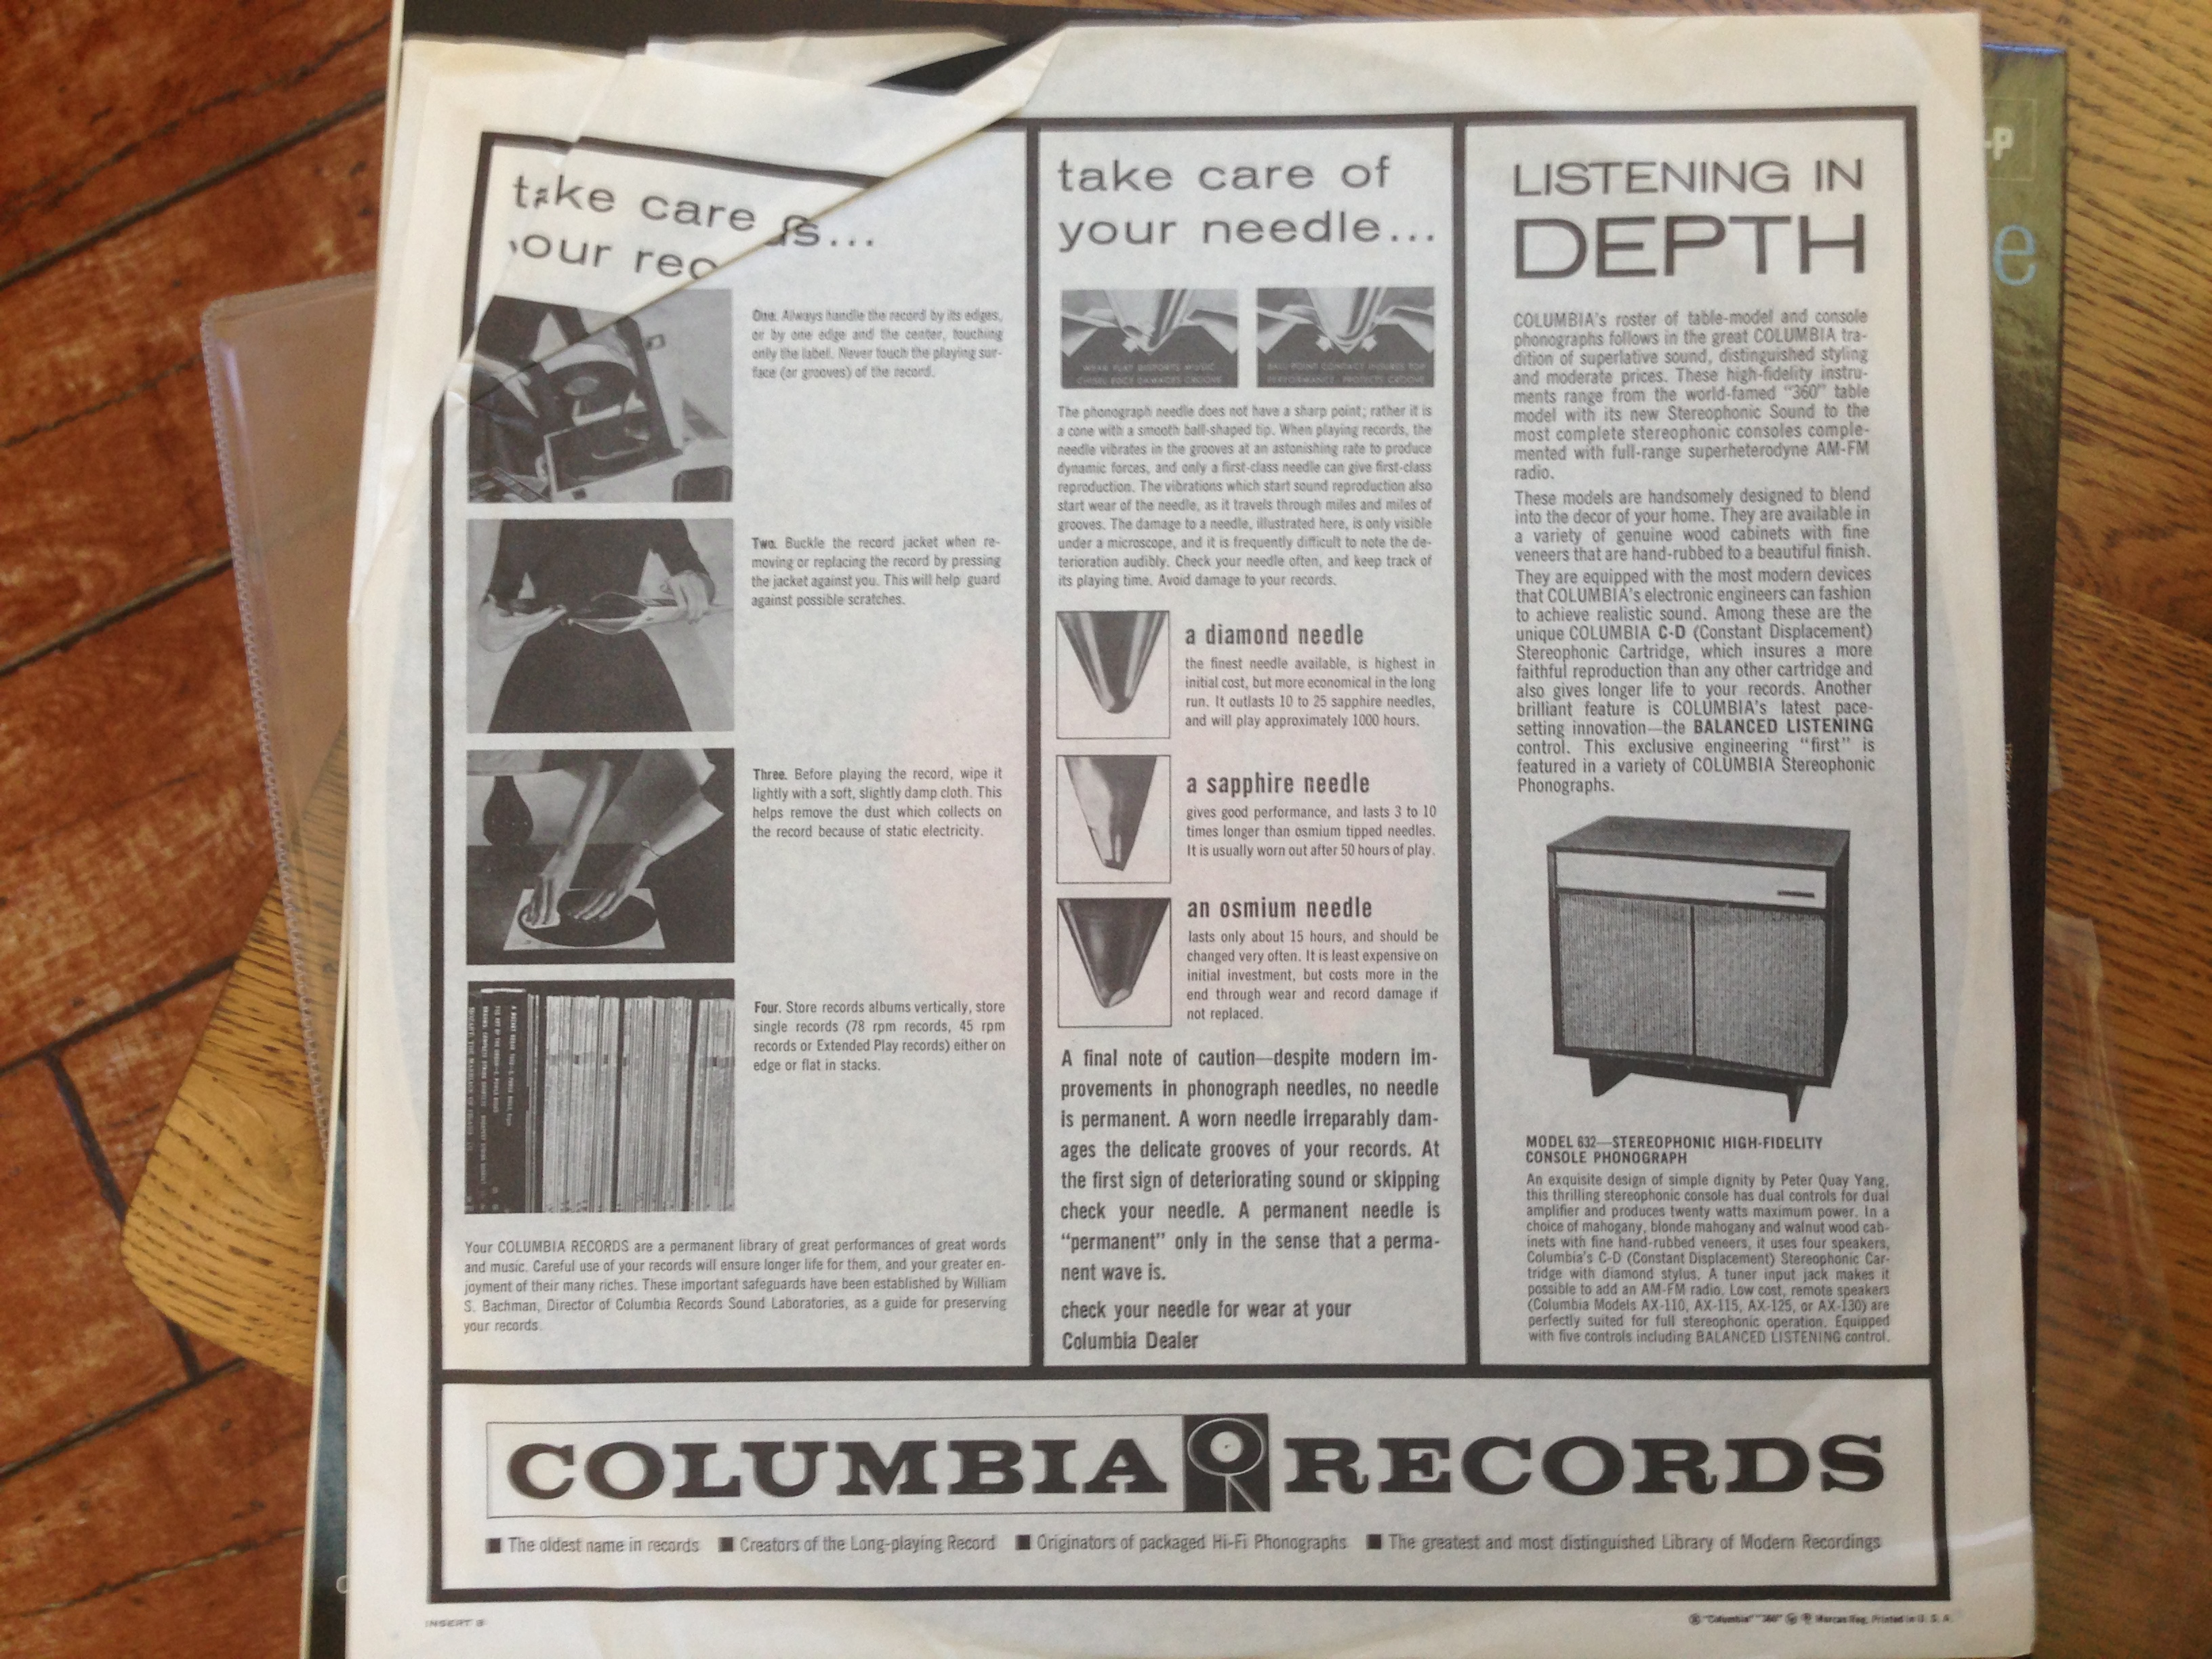 take care
our rec s...
One. Always handle the record by its edges,
or by one edge and the center, touching
only the label. Never touch the playing sur-
face (or grooves) of the record.
Two. Buckle the record jacket when re-
moving or replacing the record by pressing
the jacket against you. This will help guard
against possible scratches.
Three. Before playing the record, wipe it
lightly with a soft, slightly damp cloth. This
helps remove the dust which collects on
the record because of static electricity.
Four. Store records albums vertically, store
single records (78 rpm records, 45 rpm
records or Extended Play records) either on
edge or flat in stacks.
Your COLUMBIA RECORDS are a permanent library of great performances of great words
and music. Careful use of your records will ensure longer life for them, and your greater en-
joyment of their many riches. These important safeguards have been established by William
S. Bachman, Director of Columbia Records Sound Laboratories, as a guide for preserving
your records.
take care of
your needle...
WEAR FLAT DISTORTS MUSIC
CHISEL EDGE DAMAGES GROOVE
BALL POINT CONTACT INSURES TOP
PERFORMANCE, PROTECTS GROOVE
The phonograph needle does not have a sharp point; rather it is
a cone with a smooth ball-shaped tip. When playing records, the
needle vibrates in the grooves at an astonishing rate to produce
dynamic forces, and only a first-class needle can give first-class
reproduction. The vibrations which start sound reproduction also
start wear of the needle, as it travels through miles and miles of
grooves. The damage to a needle, illustrated here, is only visible
under a microscope, and it is frequently difficult to note the de-
terioration audibly. Check your needle often, and keep track of
its playing time. Avoid damage to your records.
a diamond needle
the finest needle available, is highest in
initial cost, but more economical in the long
run. It outlasts 10 to 25 sapphire needles,
and will play approximately 1000 hours.
a sapphire needle
gives good performance, and lasts 3 to 10
times longer than osmium tipped needles.
It is usually worn out after 50 hours of play.
an osmium needle
lasts only about 15 hours, and should be
changed very often. It is least expensive on
initial investment, but costs more in the
end through wear and record damage if
not replaced.
A final note of caution—despite modern im-
provements in phonograph needles, no needle
is permanent. A worn needle irreparably dam-
ages the delicate grooves of your records. At
the first sign of deteriorating sound or skipping
check your needle. A permanent needle is
"permanent" only in the sense that a perma-
nent wave is.
check your needle for wear at your
Columbia Dealer
LISTENING IN
DEPTH
COLUMBIA's roster of table-model and console
phonographs follows in the great COLUMBIA tra-
dition of superlative sound, distinguished styling
and moderate prices. These high-fidelity instru-
ments range from the world-famed "360" table
model with its new Stereophonic Sound to the
most complete stereophonic consoles comple-
mented with full-range superheterodyne AM-FM
radio.
These models are handsomely designed to blend
into the decor of your home. They are available in
a variety of genuine wood cabinets with fine
veneers that are hand-rubbed to a beautiful finish.
They are equipped with the most modern devices
that COLUMBIA's electronic engineers can fashion
to achieve realistic sound. Among these are the
unique COLUMBIA C-D (Constant Displacement)
Stereophonic Cartridge, which insures a more
faithful reproduction than any other cartridge and
also gives longer life to your records. Another
brilliant feature is COLUMBIA's latest pace-
setting innovation—the BALANCED LISTENING
control. This exclusive engineering "first" is
featured in a variety of COLUMBIA Stereophonic
Phonographs.
MODEL 632—STEREOPHONIC HIGH-FIDELITY
CONSOLE PHONOGRAPH
An exquisite design of simple dignity by Peter Quay Yang,
this thrilling stereophonic console has dual controls for dual
amplifier and produces twenty watts maximum power. In a
choice of mahogany, blonde mahogany and walnut wood cab-
inets with fine hand-rubbed veneers, it uses four speakers,
Columbia's C-D (Constant Displacement) Stereophonic Car-
tridge with diamond stylus. A tuner input jack makes it
possible to add an AM-FM radio. Low cost, remote speakers
(Columbia Models AX-110, AX-115, AX-125, or AX-130) are
perfectly suited for full stereophonic operation. Equipped
with five controls including BALANCED LISTENING control.
COLUMBIA RECORDS
■ The oldest name in records ■ Creators of the Long-playing Record ■ Originators of packaged Hi-Fi Phonographs ■ The greatest and most distinguished Library of Modern Recordings
INSERT
® "Columbia" "360" Marcas Reg. Printed in U. S. A.
e